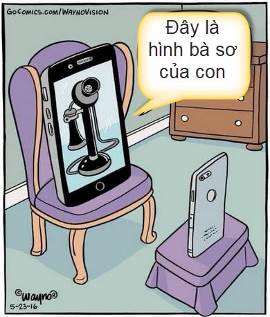 GOCOMICS.COM/WAYNOVISION
Đây là
hình bà sơ
của con
©Wayno®
5-23-16